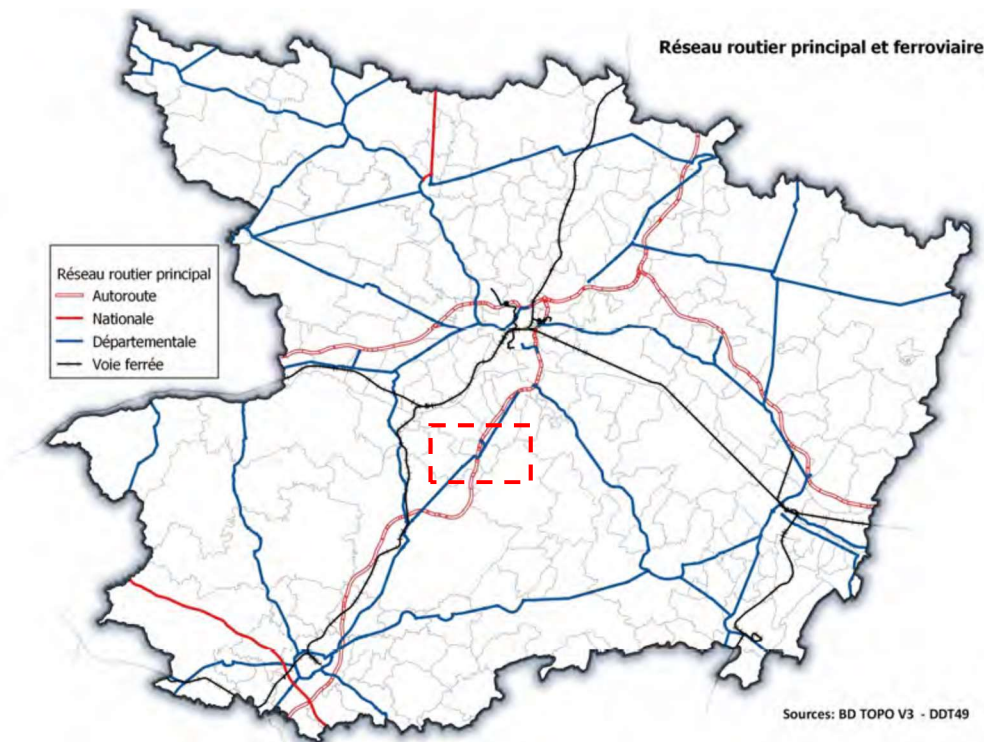 Réseau routier principal et ferroviaire
Réseau routier principal
Autoroute
Nationale
Départementale
Voie ferrée
Sources: BD TOPO V3 - DDT49